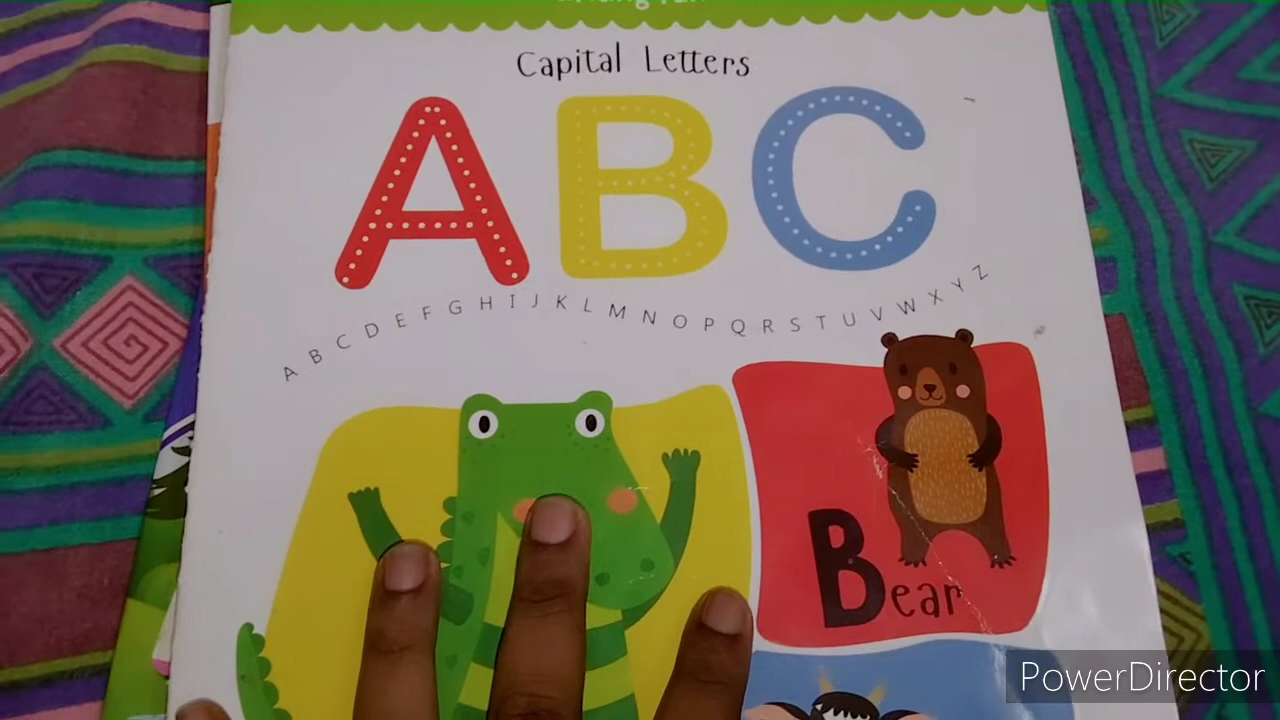 Capital Letters
ABC
A B C D E F G H I J K L M N O P Q R S T U V W X Y Z
Bear
PowerDirector